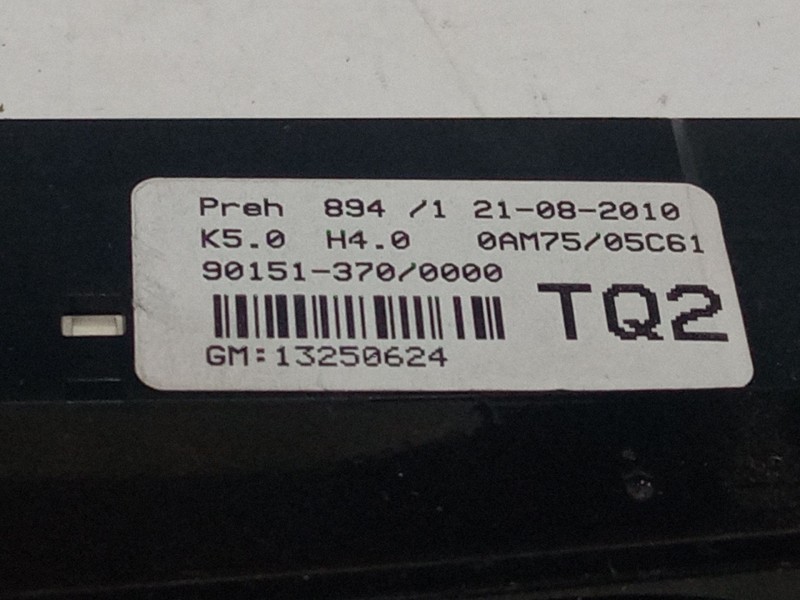 Preh 894 /1 21-08-2010
K5.0 H4.0 0AM75/05C61
90151-370/0000
TQ2
GM:13250624